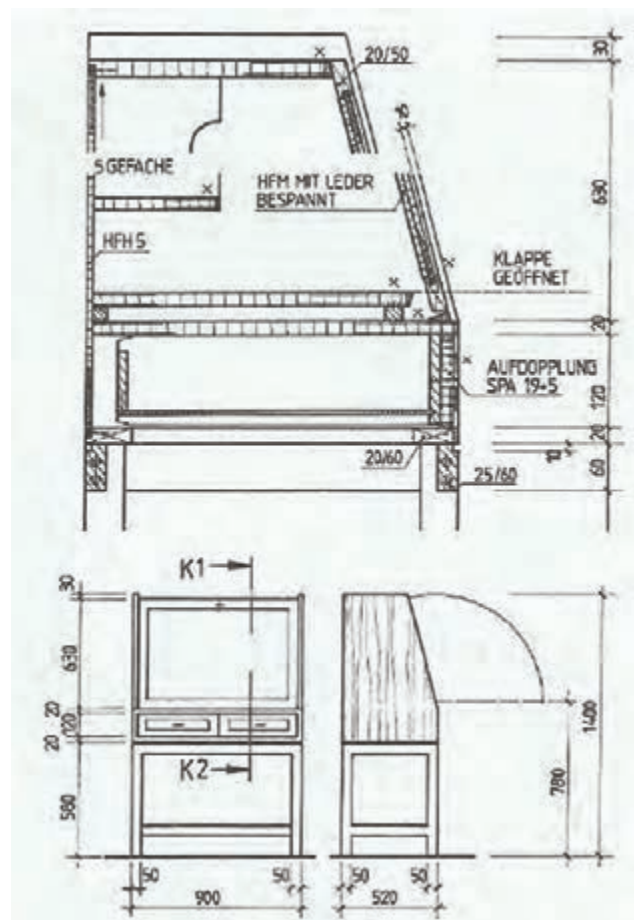 20/50
30
5 GEFACHE
HFM MIT LEDER
BESPANNT
630
HFH 5
KLAPPE
GEÖFFNET
20
AUFDOPPLUNG
SPA 19+5
120
20
20/60
10
60
25/60
K1
30
630
20
120
20
K2
580
1400
780
50
50
50
50
900
520